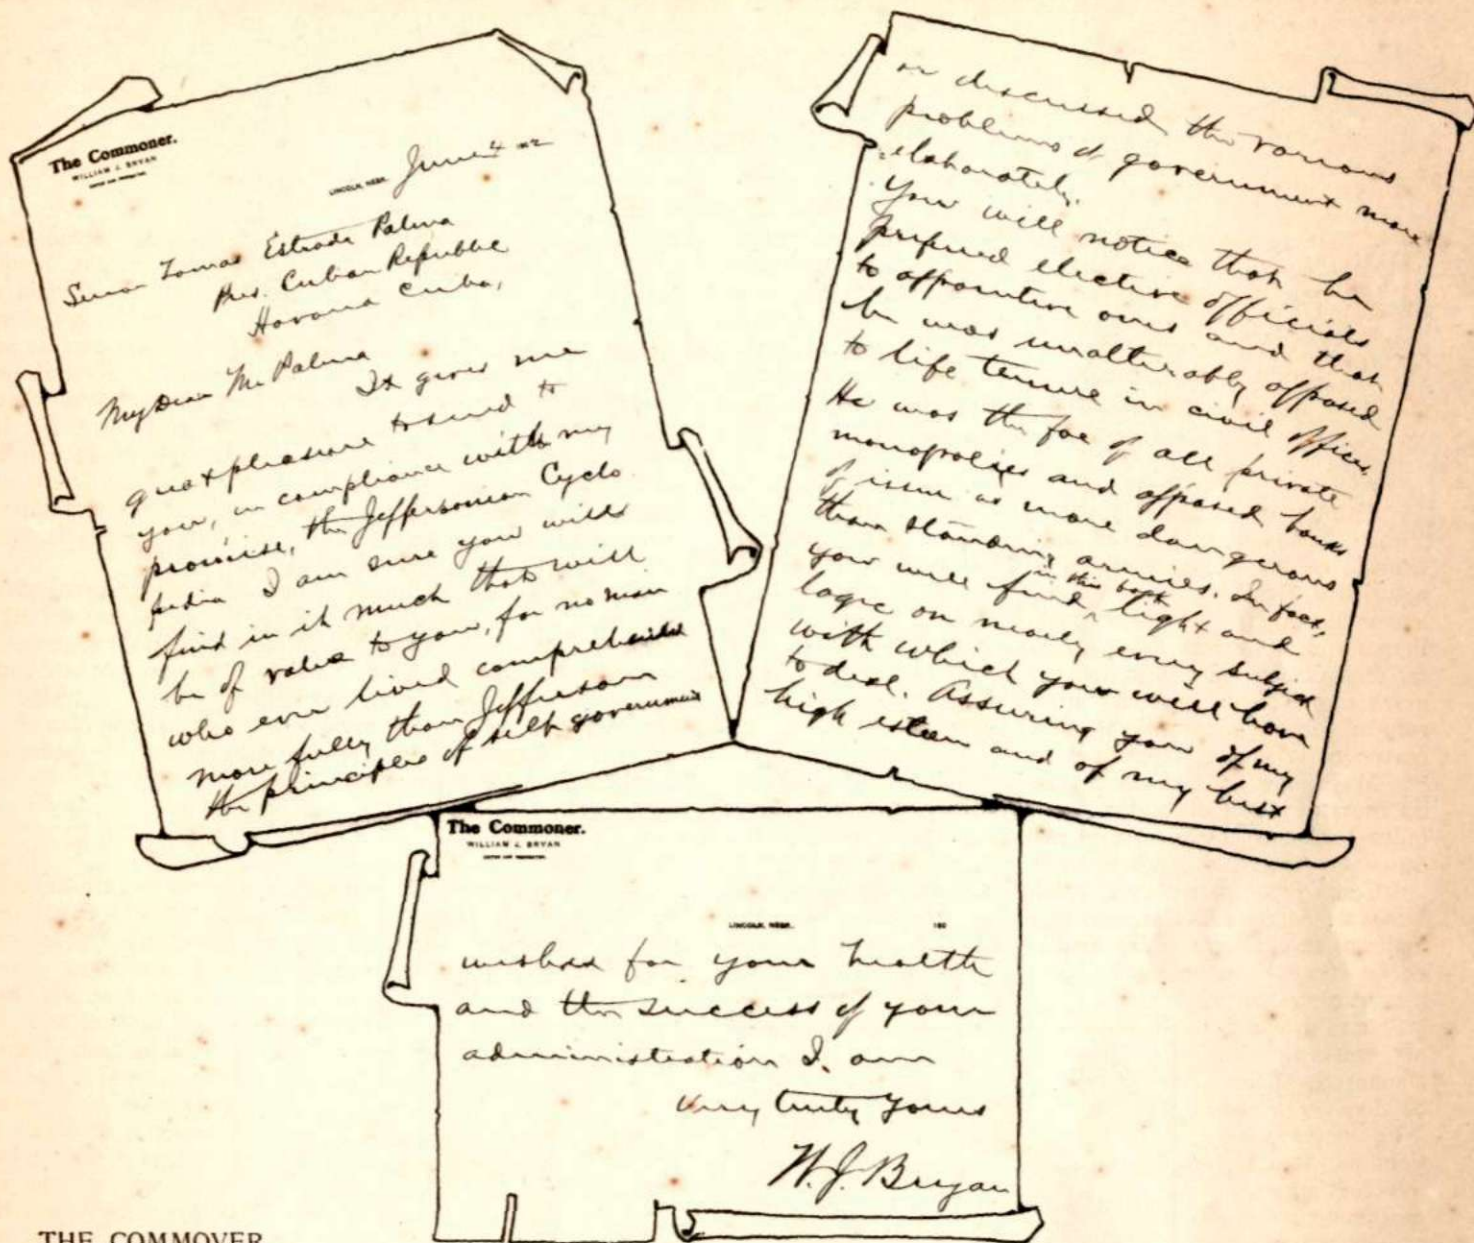 The Commoner.
WILLIAM J. BRYAN
EDITOR AND PROPRIETOR.
LINCOLN, NEBR. June 4 1902
Senor Tomas Estrada Palma
Pres. Cuban Republic
Havana Cuba,
My Dear Mr Palma
It gives me
great pleasure to send to
you, in compliance with my
promise, the Jeffersonian Cyclo
pedia I am sure you will
find in it much that will
be of value to you, for no man
who ever lived comprehended
more fully than Jefferson
the principles of self government
or discussed the various
problems of government more
elaborately.
You will notice that he
prefered elective officials
to appointive ones and that
he was unalterably opposed
to life tenure in civil offices.
He was the foe of all private
monopolies and opposed banks
of issue as more dangerous
than standing armies. In fact,
you will find in this book light and
logic on nearly every subject
with which you will have
to deal. Assuring you of my
high esteem and of my best
The Commoner.
WILLIAM J. BRYAN
EDITOR AND PROPRIETOR.
LINCOLN, NEBR. 190
wishes for your health
and the success of your
administration I. am
Very truly yours
W. J. Bryan
THE COMMOVER